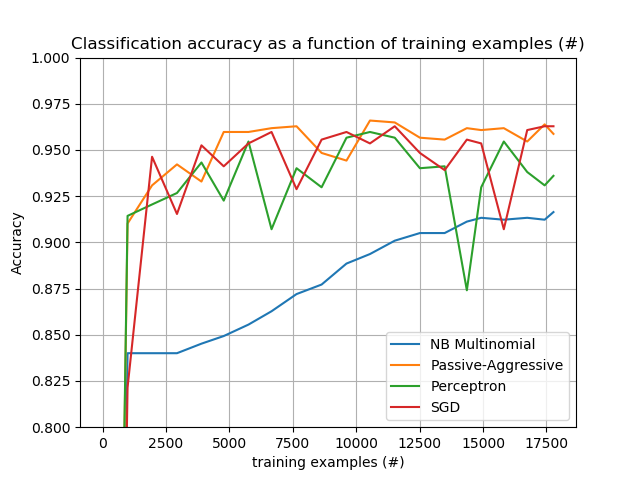 Classification accuracy as a function of training examples (#)
1.000
0.975
0.950
0.925
0.900
0.875
0.850
0.825
0.800
Accuracy
NB Multinomial
Passive-Aggressive
Perceptron
SGD
0 2500 5000 7500 10000 12500 15000 17500
training examples (#)